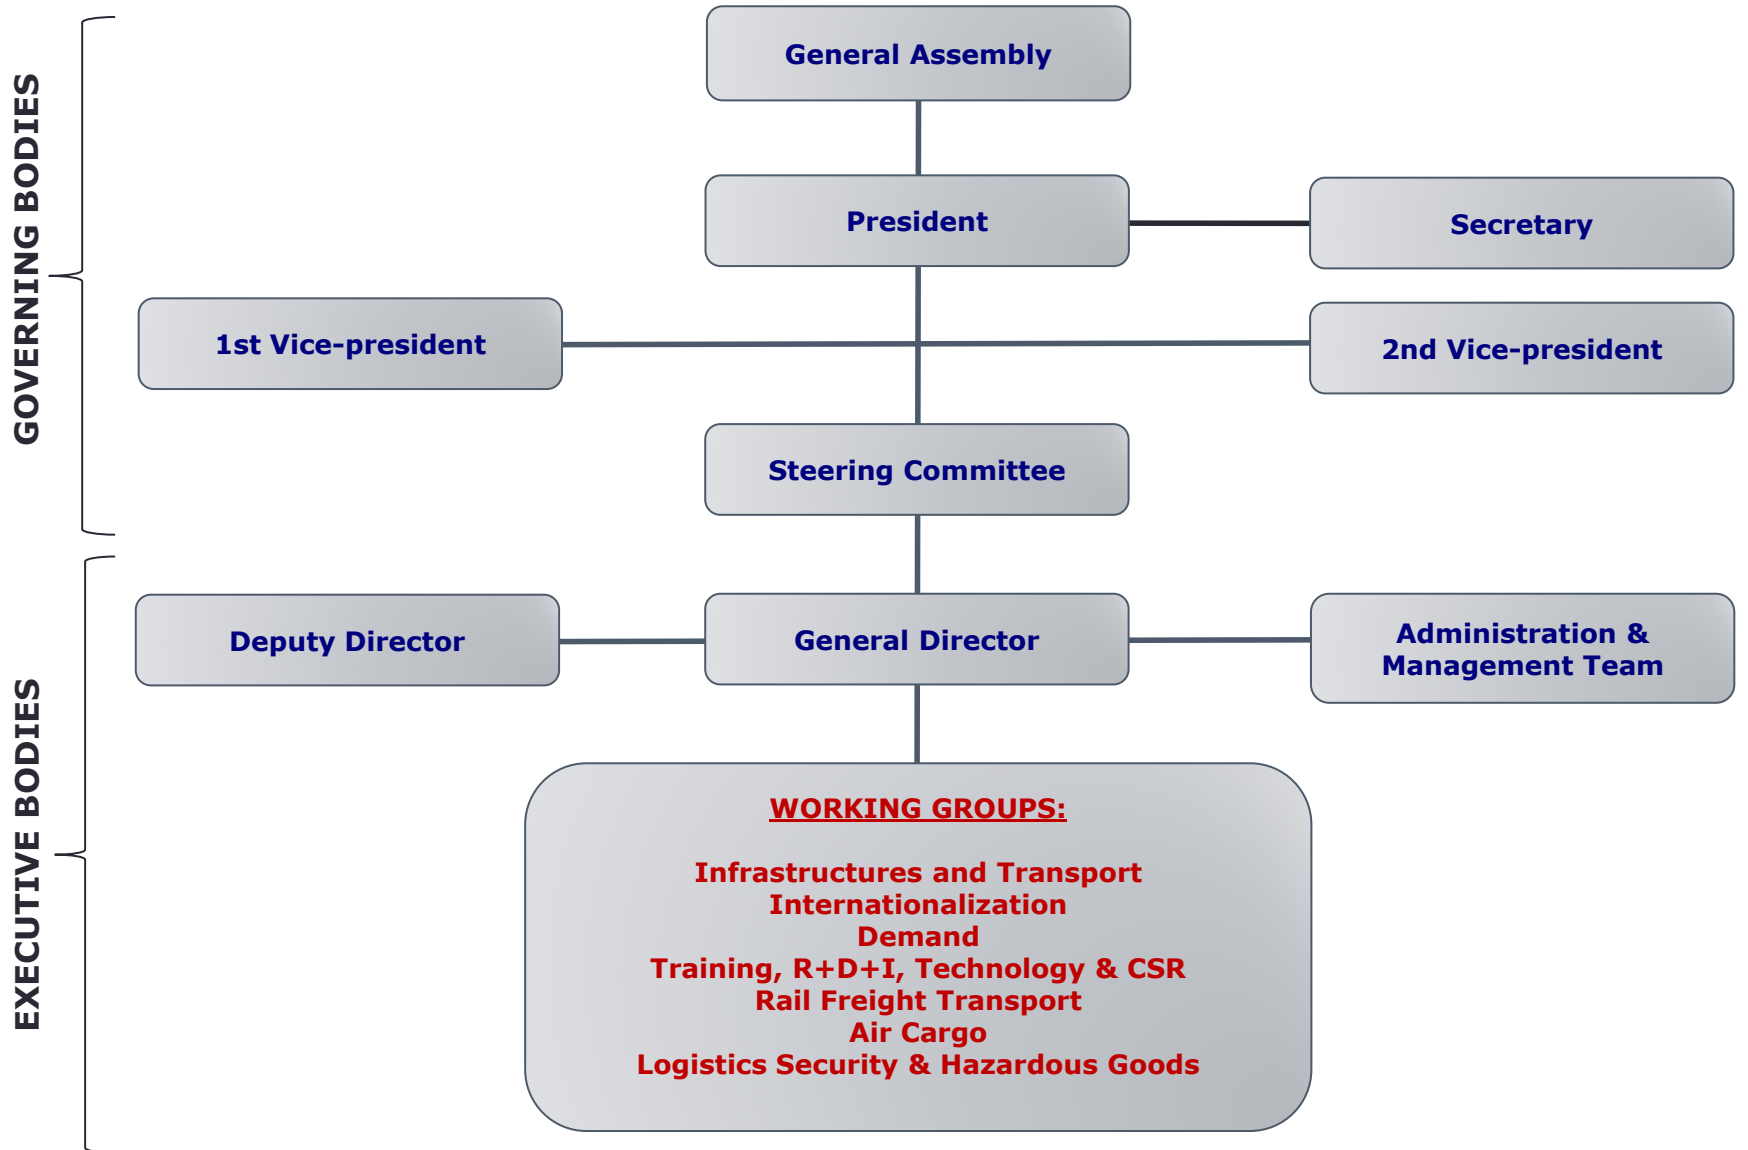 GOVERNING BODIES
General Assembly
President
Secretary
1st Vice-president
2nd Vice-president
Steering Committee
EXECUTIVE BODIES
Deputy Director
General Director
Administration &
Management Team
WORKING GROUPS:
Infrastructures and Transport
Internationalization
Demand
Training, R+D+I, Technology & CSR
Rail Freight Transport
Air Cargo
Logistics Security & Hazardous Goods